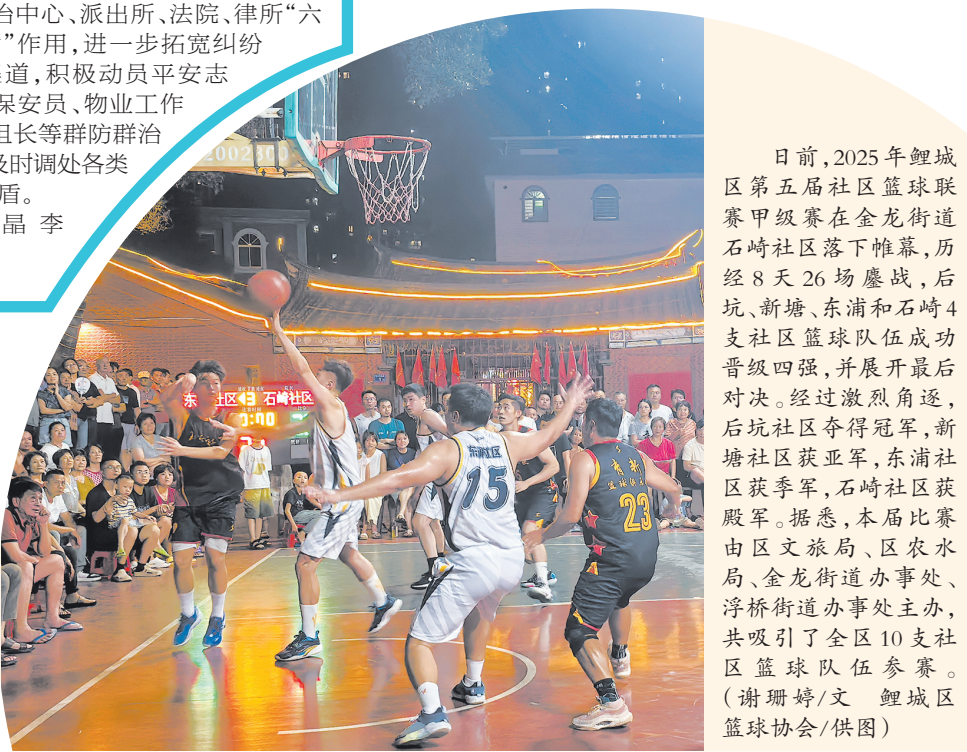 治中心、派出所、法院、律所“六
”作用,进一步拓宽纠纷
道,积极动员平安志
保安员、物业工作
组长等群防群治
及时调处各类
盾。
晶 李
2002800
东 社区 石崎社区
东浦社区
15
23
日前,2025年鲤城
区第五届社区篮球联
赛甲级赛在金龙街道
石崎社区落下帷幕,历
经8天26场鏖战,后
坑、新塘、东浦和石崎4
支社区篮球队伍成功
晋级四强,并展开最后
对决。经过激烈角逐,
后坑社区夺得冠军,新
塘社区获亚军,东浦社
区获季军,石崎社区获
殿军。据悉,本届比赛
由区文旅局、区农水
局、金龙街道办事处、
浮桥街道办事处主办,
共吸引了全区10支社
区篮球队伍参赛。
(谢珊婷/文 鲤城区
篮球协会/供图)